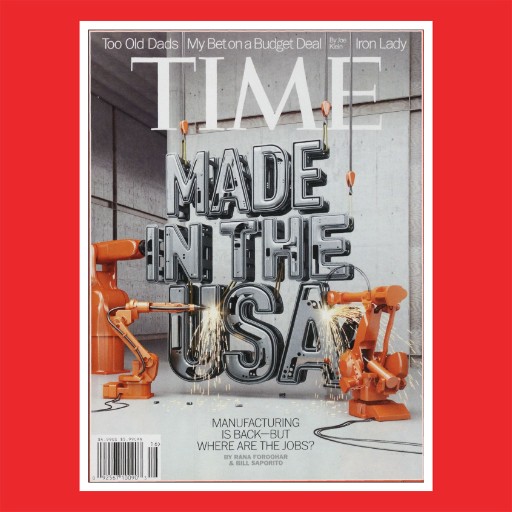 Too Old Dads My Bet on a Budget Deal By Joe Klein Iron Lady
TIME
MADE
IN THE
USA
MANUFACTURING
IS BACK—BUT
WHERE ARE THE JOBS?
BY RANA FOROOHAR
& BILL SAPORITO